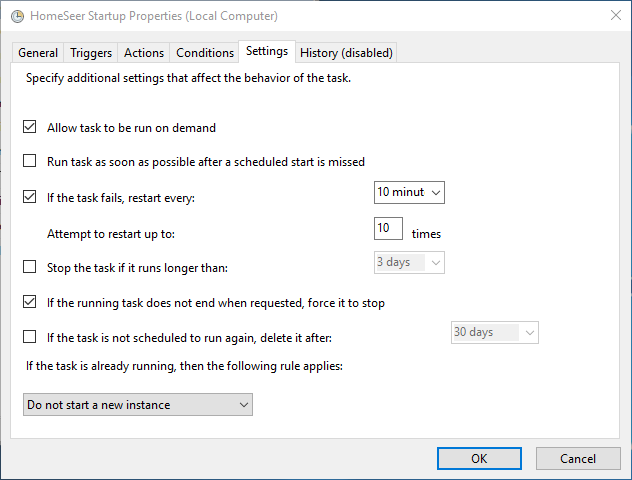 HomeSeer Startup Properties (Local Computer)
General Triggers Actions Conditions Settings History (disabled)
Specify additional settings that affect the behavior of the task.
Allow task to be run on demand
Run task as soon as possible after a scheduled start is missed
If the task fails, restart every: 10 minut
Attempt to restart up to: 10 times
Stop the task if it runs longer than: 3 days
If the running task does not end when requested, force it to stop
If the task is not scheduled to run again, delete it after: 30 days
If the task is already running, then the following rule applies:
Do not start a new instance
OK Cancel